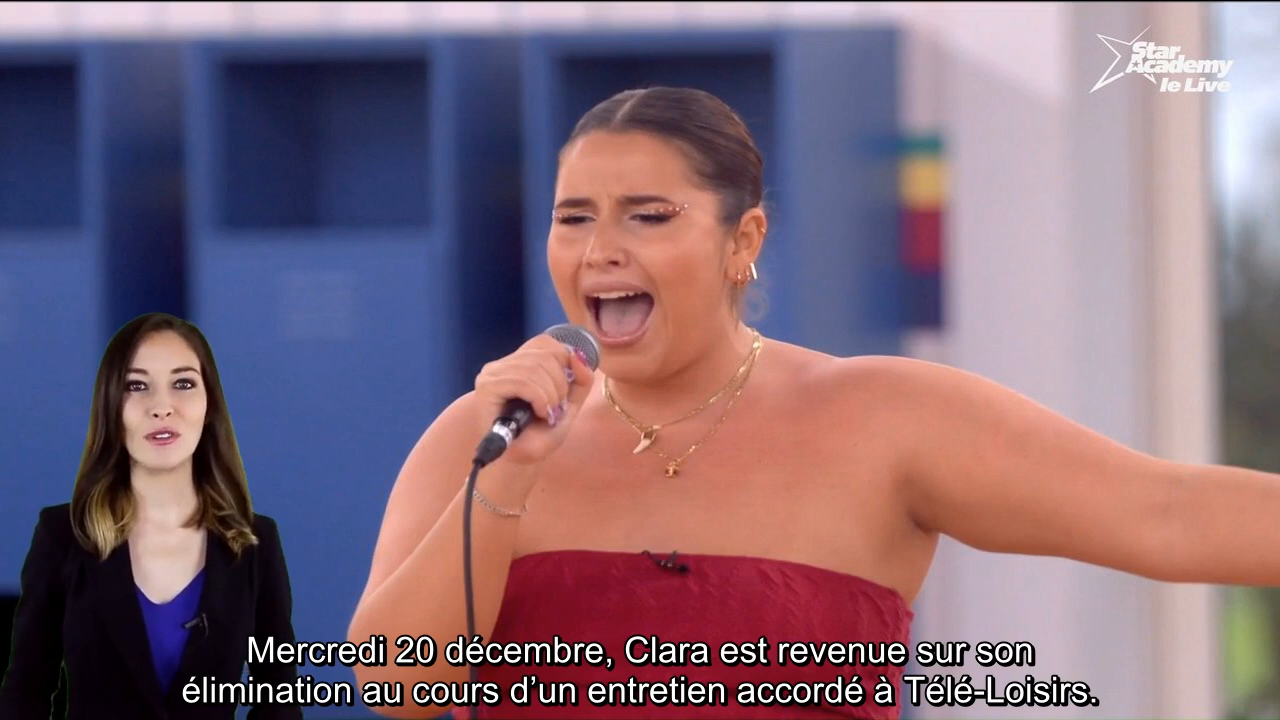 Star
Academy
le Live
Mercredi 20 décembre, Clara est revenue sur son
élimination au cours d’un entretien accordé à Télé-Loisirs.